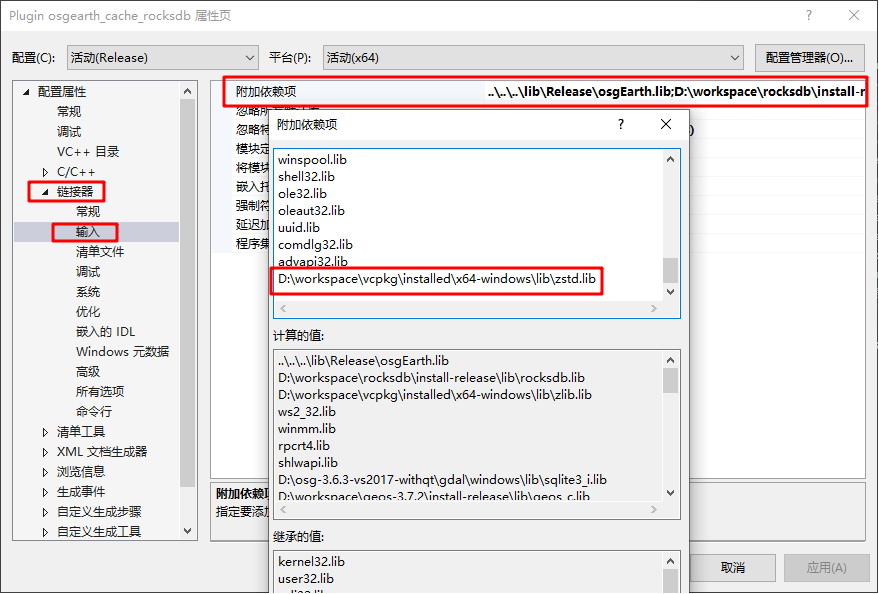 Plugin osgearth_cache_rocksdb 属性页
配置(C):
活动(Release)
平台(P):
活动(x64)
配置管理器(O)...
配置属性
常规
调试
VC++ 目录
C/C++
链接器
常规
输入
清单文件
调试
系统
优化
嵌入的 IDL
Windows 元数据
高级
所有选项
命令行
清单工具
XML 文档生成器
浏览信息
生成事件
自定义生成步骤
自定义生成工具
附加依赖项
..\..\..\lib\Release\osgEarth.lib;D:\workspace\rocksdb\install-r
忽略所有默认库
忽略特
模块定
将模块
嵌入托
强制符
延迟加
程序集
附加依赖项
指定要添加
附加依赖项
winspool.lib
shell32.lib
ole32.lib
oleaut32.lib
uuid.lib
comdlg32.lib
advapi32.lib
D:\workspace\vcpkg\installed\x64-windows\lib\zstd.lib
计算的值:
..\..\..\lib\Release\osgEarth.lib
D:\workspace\rocksdb\install-release\lib\rocksdb.lib
D:\workspace\vcpkg\installed\x64-windows\lib\zlib.lib
ws2_32.lib
winmm.lib
rpcrt4.lib
shlwapi.lib
D:\osg-3.6.3-vs2017-withqt\gdal\windows\lib\sqlite3_i.lib
D:\workspace\geos-3.7.2\install-release\lib\geos_c.lib
继承的值:
kernel32.lib
user32.lib
取消
应用(A)